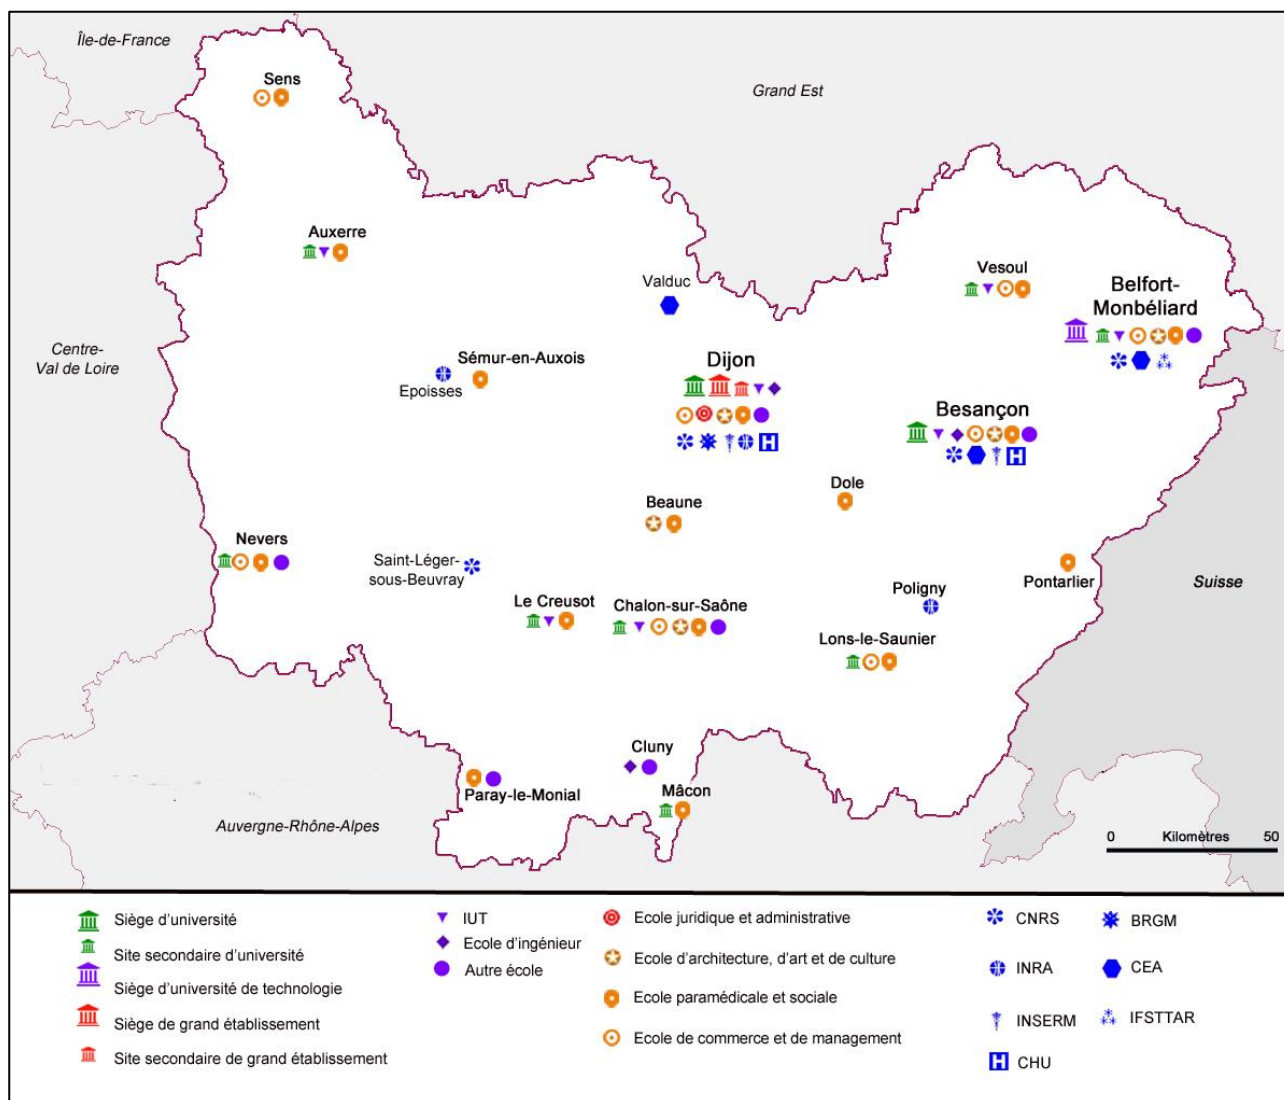 Île-de-France
Sens
Grand Est
Auxerre
Valduc
Vesoul
Belfort-
Monbéliard
Centre-
Val de Loire
Sémur-en-Auxois
Epoisses
Dijon
H
Besançon
H
Dole
Beaune
Nevers
Saint-Léger-
sous-Beuvray
Pontarlier
Suisse
Poligny
Le Creusot
Chalon-sur-Saône
Lons-le-Saunier
Cluny
Paray-le-Monial
Mâcon
Auvergne-Rhône-Alpes
0 Kilomètres 50
Siège d'université
Site secondaire d'université
Siège d'université de technologie
Siège de grand établissement
Site secondaire de grand établissement
IUT
Ecole d'ingénieur
Autre école
Ecole juridique et administrative
Ecole d'architecture, d'art et de culture
Ecole paramédicale et sociale
Ecole de commerce et de management
CNRS
INRA
INSERM
H CHU
BRGM
CEA
IFSTTAR